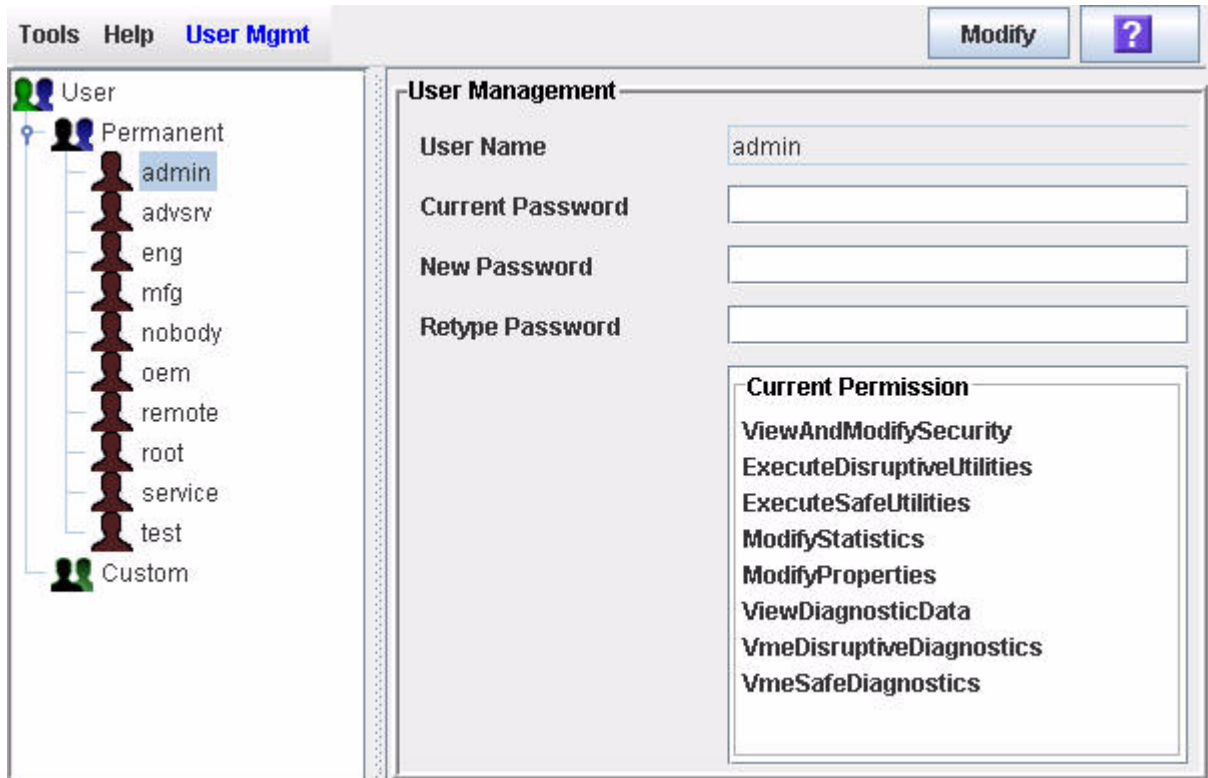 Tools Help User Mgmt
Modify
?
User
Permanent
admin
advsrv
eng
mfg
nobody
oem
remote
root
service
test
Custom
User Management
User Name
admin
Current Password
New Password
Retype Password
Current Permission
ViewAndModifySecurity
ExecuteDisruptiveUtilities
ExecuteSafeUtilities
ModifyStatistics
ModifyProperties
ViewDiagnosticData
VmeDisruptiveDiagnostics
VmeSafeDiagnostics